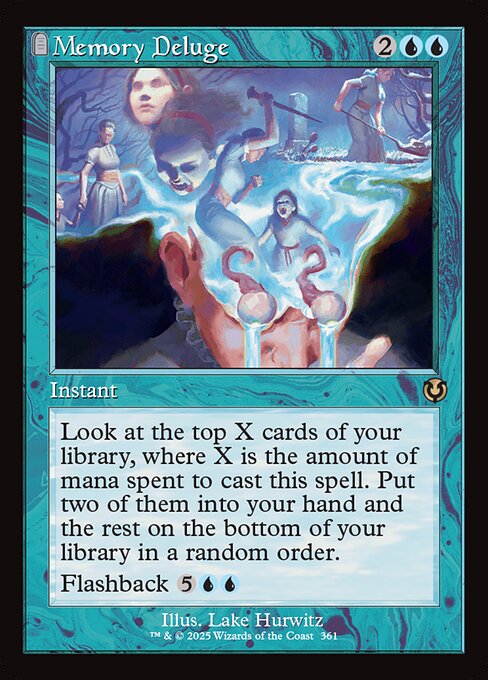 Memory Deluge 2
Instant
Look at the top X cards of your
library, where X is the amount of
mana spent to cast this spell. Put
two of them into your hand and
the rest on the bottom of your
library in a random order.
Flashback 5
Illus. Lake Hurwitz
™ & © 2025 Wizards of the Coast 361